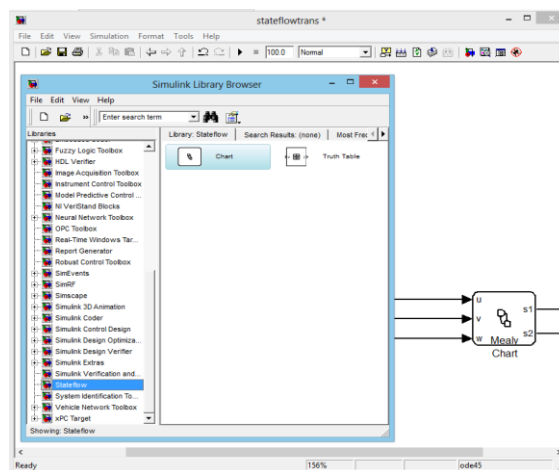 stateflowtrans *
File Edit View Simulation Format Tools Help
100.0 Normal
Simulink Library Browser
File Edit View Help
Enter search term
Libraries
Library: Stateflow Search Results: (none) Most Freq
Chart Truth Table
Fuzzy Logic Toolbox
HDL Verifier
Image Acquisition Toolbox
Instrument Control Toolbox
Model Predictive Control ...
NI VeriStand Blocks
Neural Network Toolbox
OPC Toolbox
Real-Time Windows Tar...
Report Generator
Robust Control Toolbox
SimEvents
SimRF
Simscape
Simulink 3D Animation
Simulink Coder
Simulink Control Design
Simulink Design Optimiza...
Simulink Design Verifier
Simulink Extras
Simulink Verification and...
Stateflow
System Identification To...
Vehicle Network Toolbox
xPC Target
Showing: Stateflow
u s1
v
w s2
Mealy
Chart
Ready 156% ode45